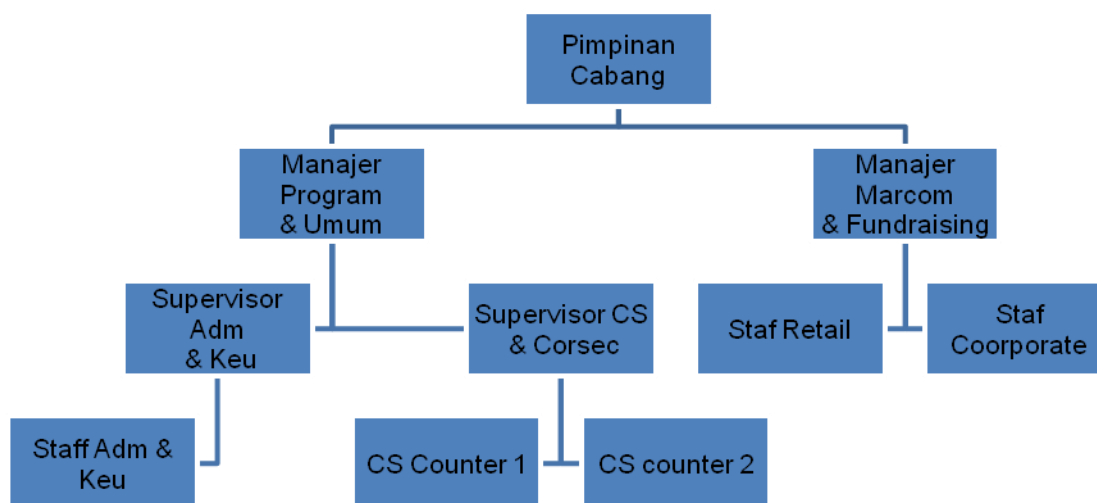 Pimpinan
Cabang
Manajer
Program
& Umum
Manajer
Marcom
& Fundraising
Supervisor
Adm
& Keu
Supervisor CS
& Corsec
Staf Retail
Staf
Coorporate
Staff Adm &
Keu
CS Counter 1
CS counter 2